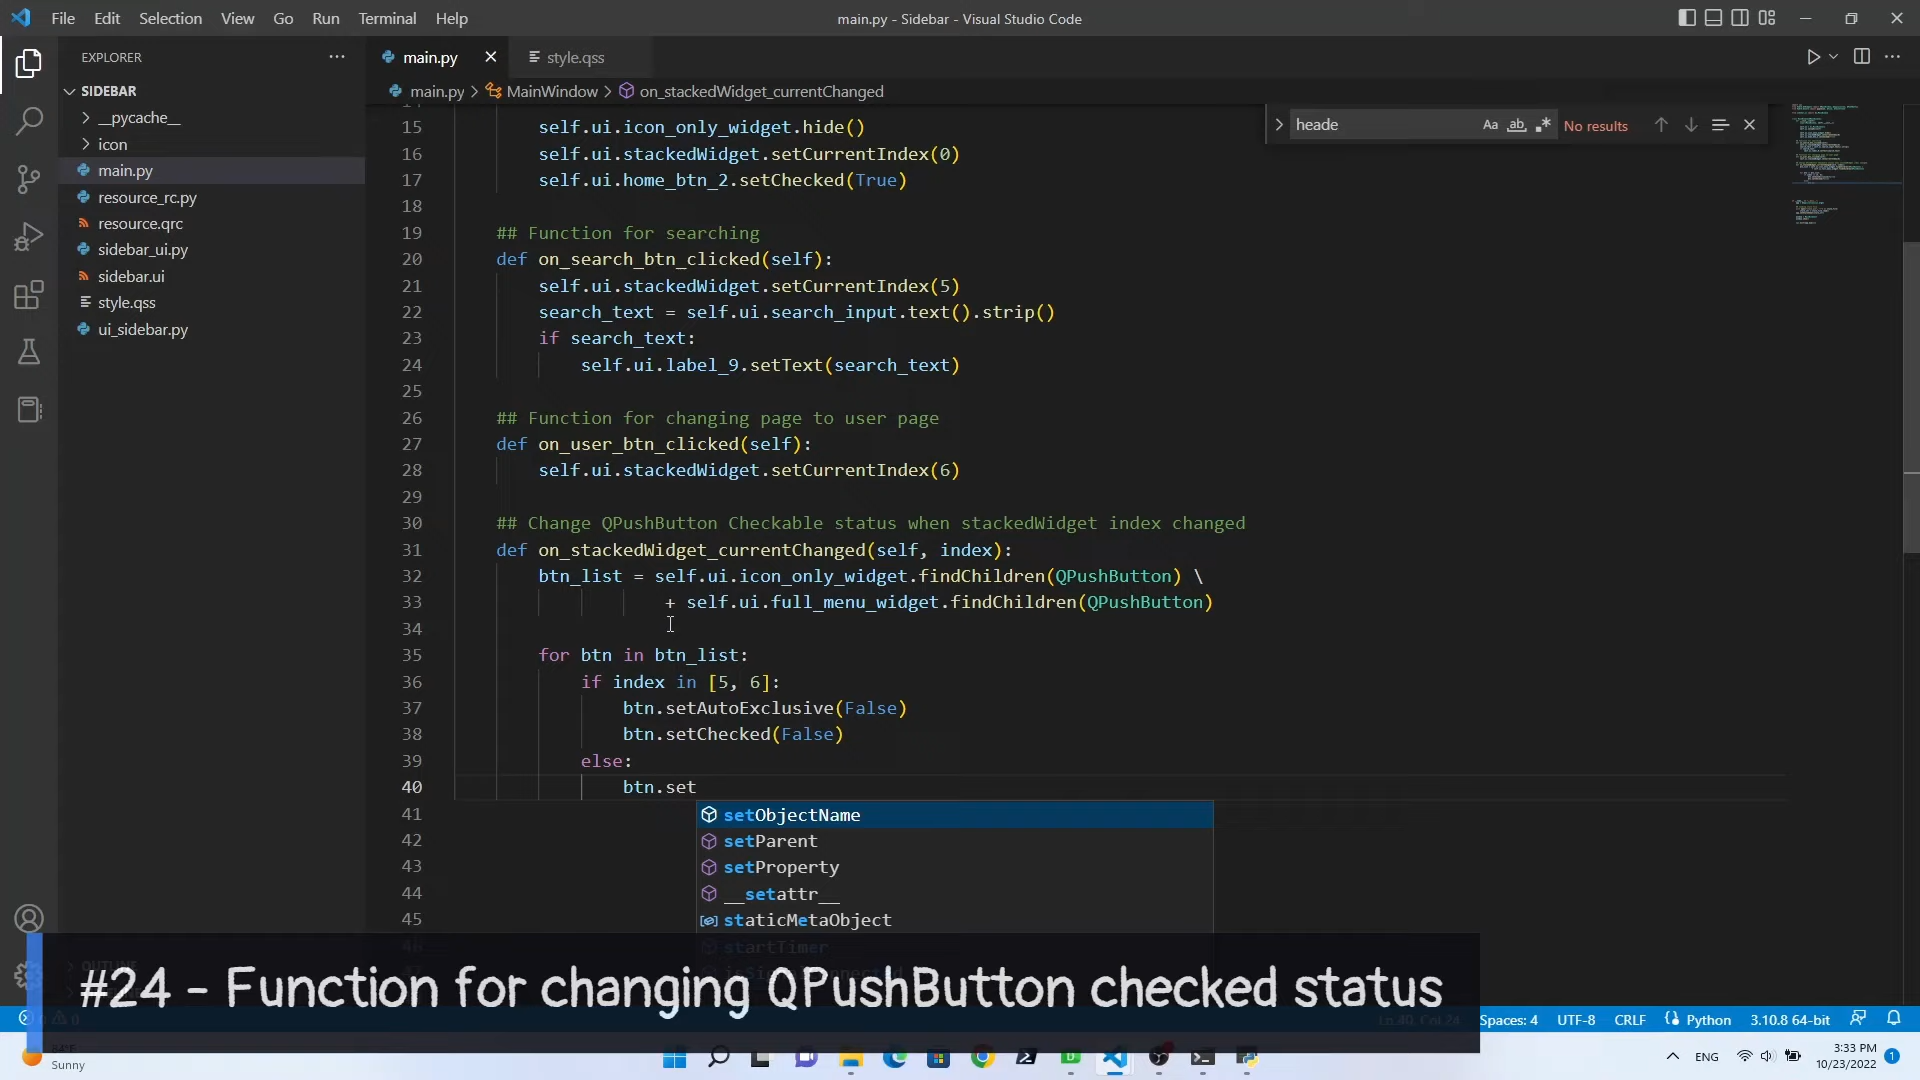 File Edit Selection View Go Run Terminal Help
main.py - Sidebar - Visual Studio Code
EXPLORER
SIDEBAR
__pycache__
icon
main.py
resource_rc.py
resource.qrc
sidebar_ui.py
sidebar.ui
style.qss
ui_sidebar.py
main.py
style.qss
main.py > MainWindow > on_stackedWidget_currentChanged
heade Aa ab No results
15 self.ui.icon_only_widget.hide()
16 self.ui.stackedWidget.setCurrentIndex(0)
17 self.ui.home_btn_2.setChecked(True)
18
19 ## Function for searching
20 def on_search_btn_clicked(self):
21 self.ui.stackedWidget.setCurrentIndex(5)
22 search_text = self.ui.search_input.text().strip()
23 if search_text:
24 self.ui.label_9.setText(search_text)
25
26 ## Function for changing page to user page
27 def on_user_btn_clicked(self):
28 self.ui.stackedWidget.setCurrentIndex(6)
29
30 ## Change QPushButton Checkable status when stackedWidget index changed
31 def on_stackedWidget_currentChanged(self, index):
32 btn_list = self.ui.icon_only_widget.findChildren(QPushButton) \
33 + self.ui.full_menu_widget.findChildren(QPushButton)
34
35 for btn in btn_list:
36 if index in [5, 6]:
37 btn.setAutoExclusive(False)
38 btn.setChecked(False)
39 else:
40 btn.set
41
42
43
44
45
setObjectName
setParent
setProperty
__setattr__
staticMetaObject
startTimer
OUTLINE
#24 - Function for changing QPushButton checked status
Ln 40, Col 24 Spaces: 4 UTF-8 CRLF Python 3.10.8 64-bit
Sunny
ENG
3:33 PM
10/23/2022
1